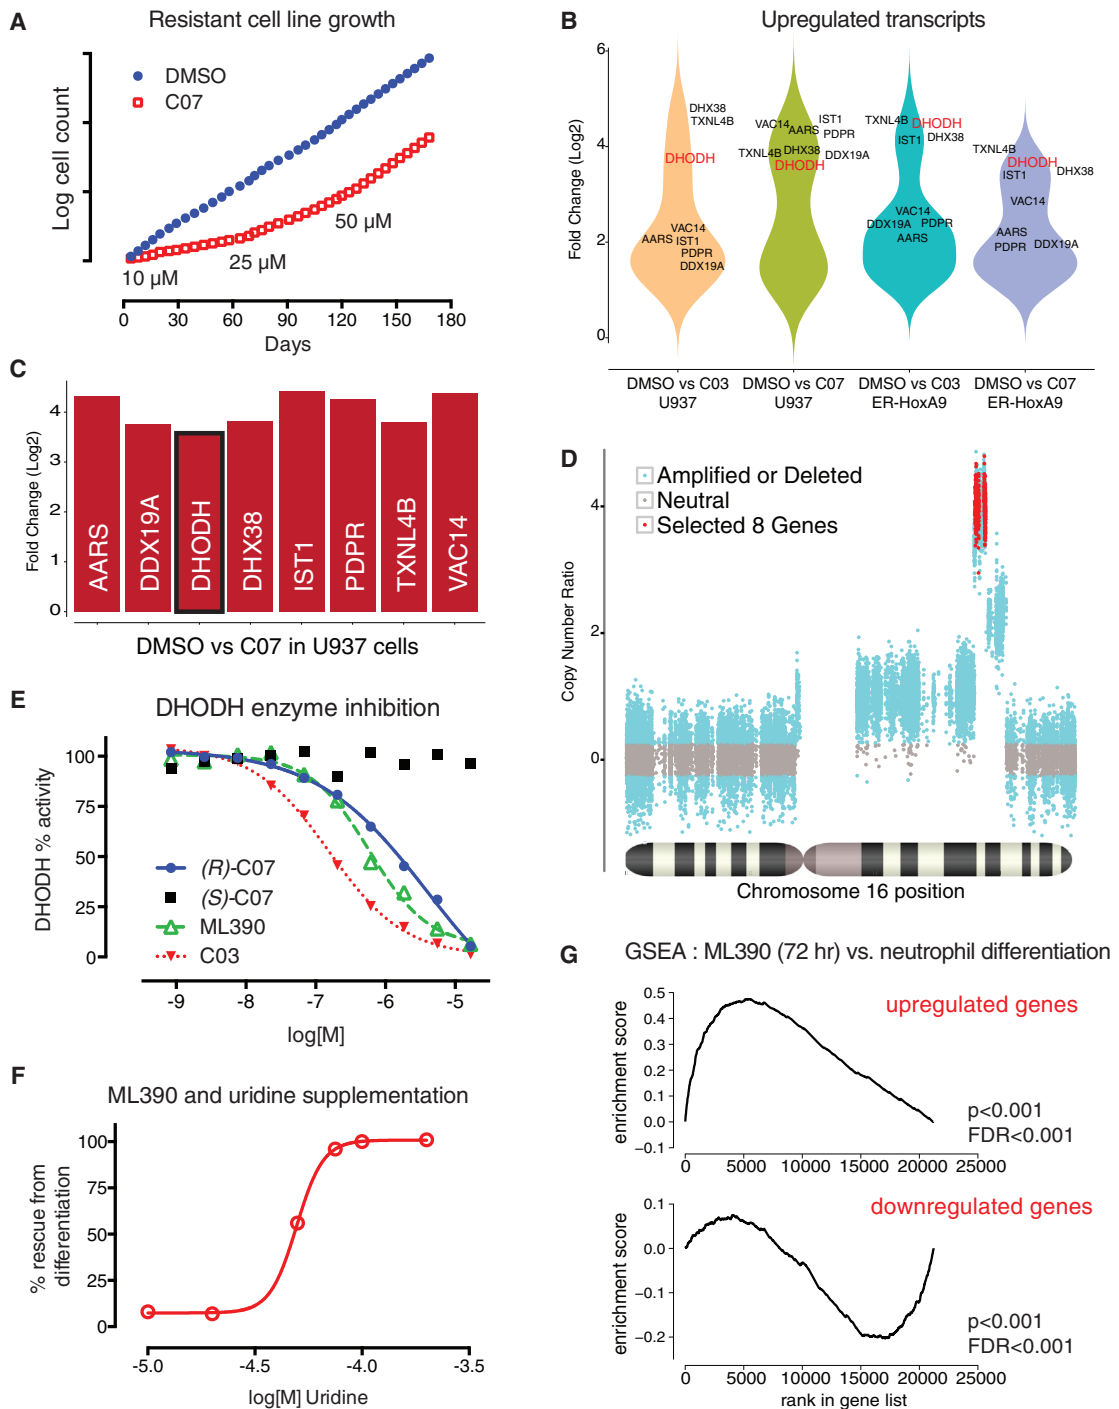 A
Resistant cell line growth
DMSO
C07
Log cell count
10 µM
25 µM
50 µM
0 30 60 90 120 150 180
Days
B
Upregulated transcripts
Fold Change (Log2)
6
4
2
0
DHX38
TXNL4B
DHODH
VAC14
AARS
IST1
PDPR
DDX19A
VAC14
IST1
AARS
PDPR
TXNL4B
DHX38
DDX19A
DHODH
TXNL4B
DHODH
IST1
DHX38
VAC14
DDX19A
PDPR
AARS
TXNL4B
DHODH
IST1
DHX38
VAC14
AARS
PDPR
DDX19A
DMSO vs C03
U937
DMSO vs C07
U937
DMSO vs C03
ER-HoxA9
DMSO vs C07
ER-HoxA9
C
Fold Change (Log2)
4
3
2
1
0
AARS
DDX19A
DHODH
DHX38
IST1
PDPR
TXNL4B
VAC14
DMSO vs C07 in U937 cells
D
Amplified or Deleted
Neutral
Selected 8 Genes
Copy Number Ratio
4
2
0
Chromosome 16 position
E
DHODH enzyme inhibition
DHODH % activity
100
75
50
25
0
(R)-C07
(S)-C07
ML390
C03
-9 -8 -7 -6 -5
log[M]
F
ML390 and uridine supplementation
% rescue from
differentiation
100
75
50
25
0
-5.0 -4.5 -4.0 -3.5
log[M] Uridine
G
GSEA : ML390 (72 hr) vs. neutrophil differentiation
enrichment score
0.5
0.4
0.3
0.2
0.1
0.0
−0.1
upregulated genes
p<0.001
FDR<0.001
0 5000 10000 15000 20000 25000
enrichment score
0.1
0.0
-0.1
-0.2
downregulated genes
p<0.001
FDR<0.001
0 5000 10000 15000 20000 25000
rank in gene list